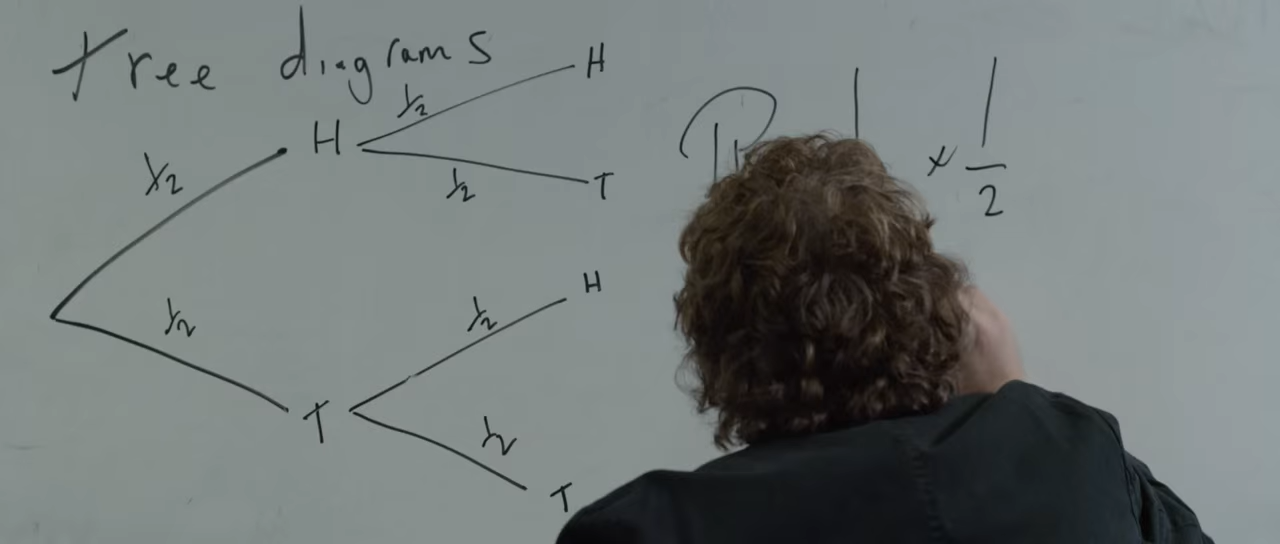 tree diagrams
1/2 H 1/2 H
1/2 T
1/2 T 1/2 H
1/2 T
P
× 1/2